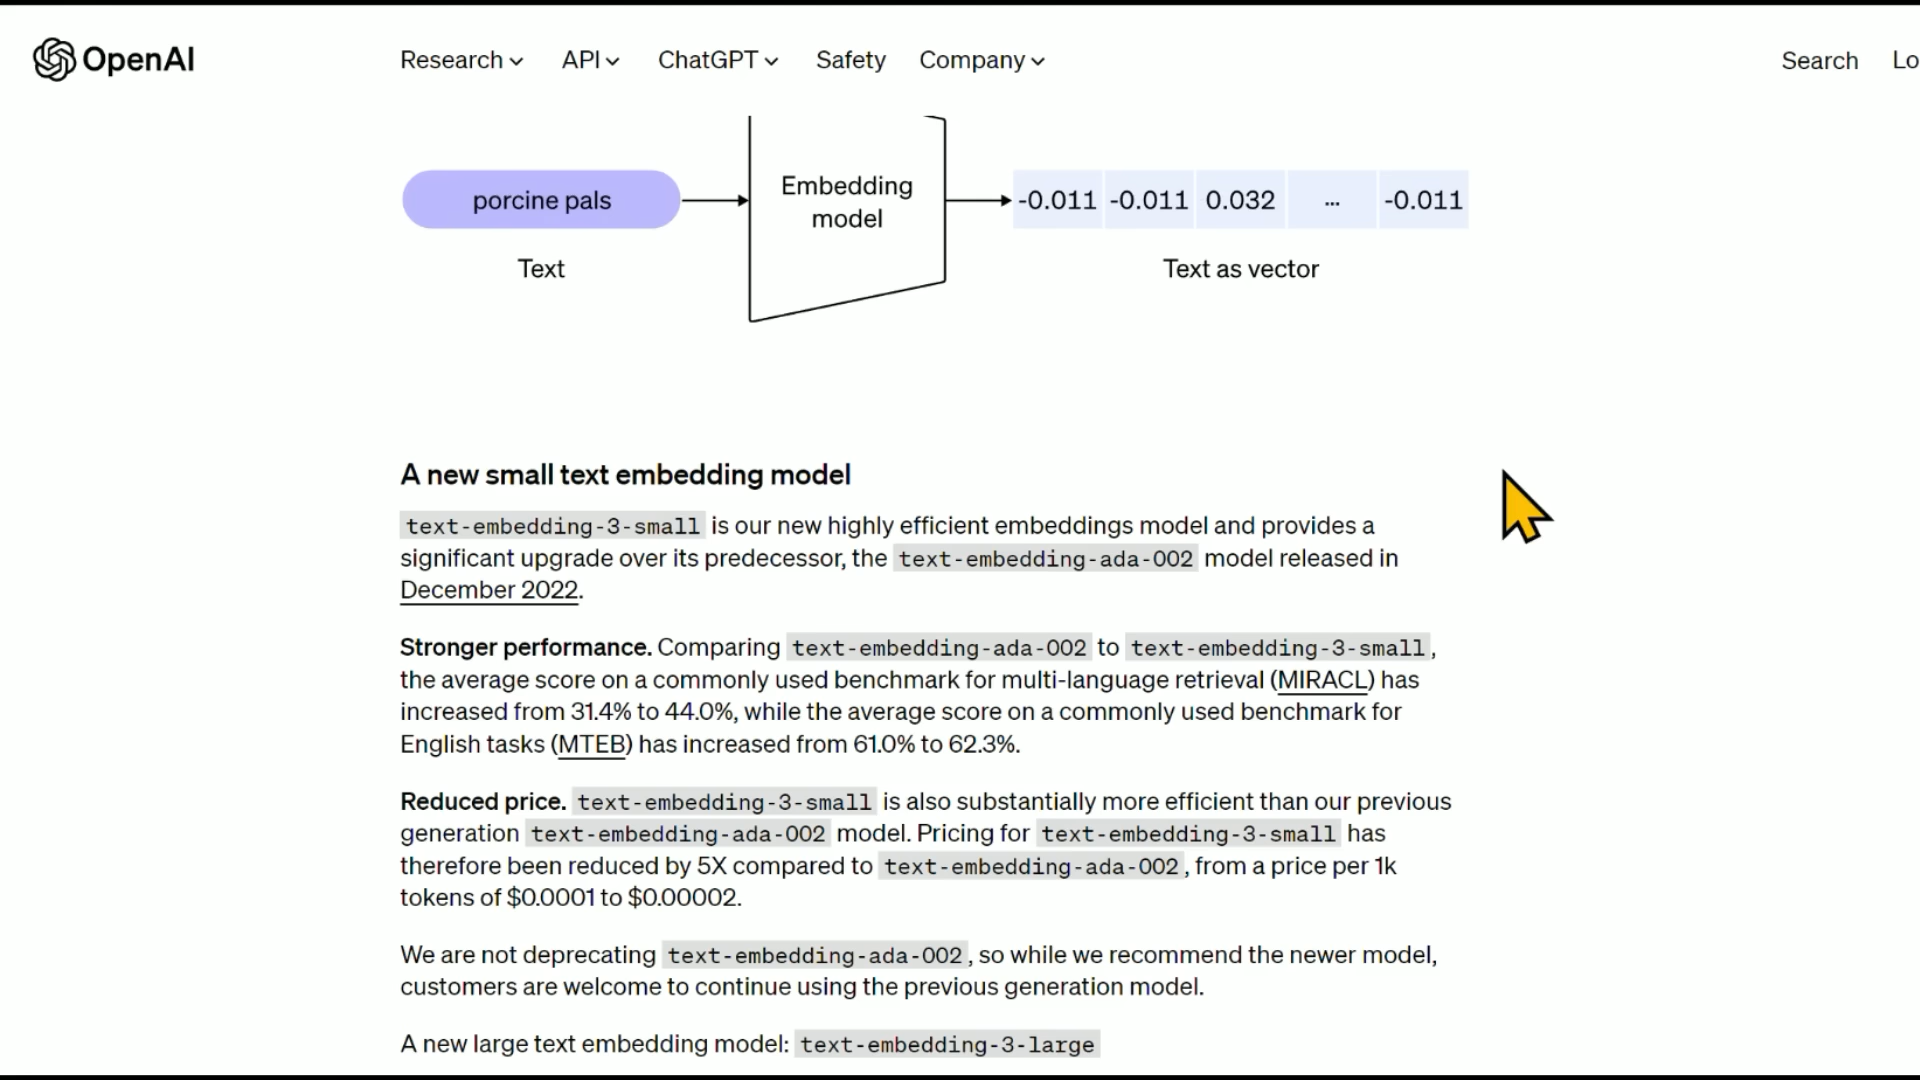 OpenAI
Research API ChatGPT Safety Company Search Lo
porcine pals
Embedding
model
-0.011 -0.011 0.032 ... -0.011
Text
Text as vector
A new small text embedding model
text-embedding-3-small is our new highly efficient embeddings model and provides a
significant upgrade over its predecessor, the text-embedding-ada-002 model released in
December 2022.
Stronger performance. Comparing text-embedding-ada-002 to text-embedding-3-small,
the average score on a commonly used benchmark for multi-language retrieval (MIRACL) has
increased from 31.4% to 44.0%, while the average score on a commonly used benchmark for
English tasks (MTEB) has increased from 61.0% to 62.3%.
Reduced price. text-embedding-3-small is also substantially more efficient than our previous
generation text-embedding-ada-002 model. Pricing for text-embedding-3-small has
therefore been reduced by 5X compared to text-embedding-ada-002, from a price per 1k
tokens of $0.0001 to $0.00002.
We are not deprecating text-embedding-ada-002, so while we recommend the newer model,
customers are welcome to continue using the previous generation model.
A new large text embedding model: text-embedding-3-large